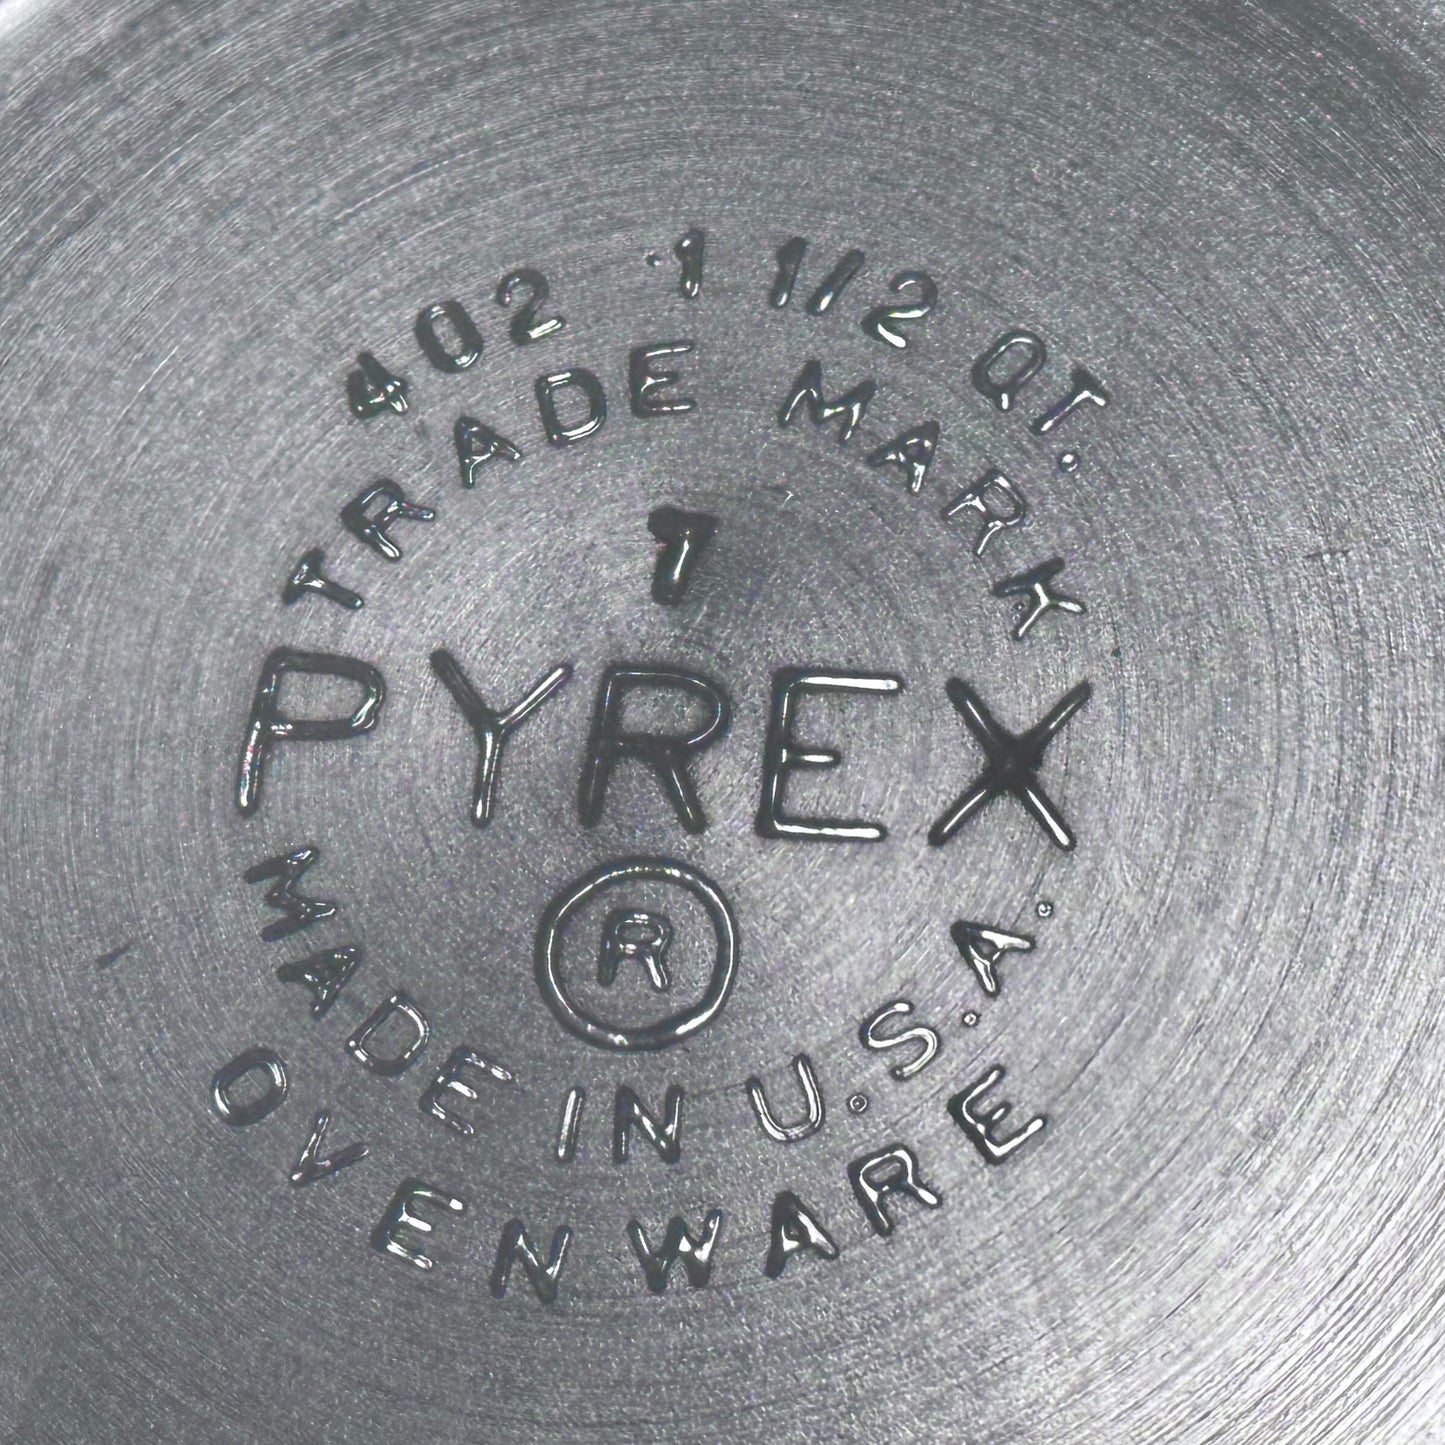 402 1 1/2 QT.
TRADE MARK
1
PYREX
®
MADE IN U.S.A.
OVENWARE